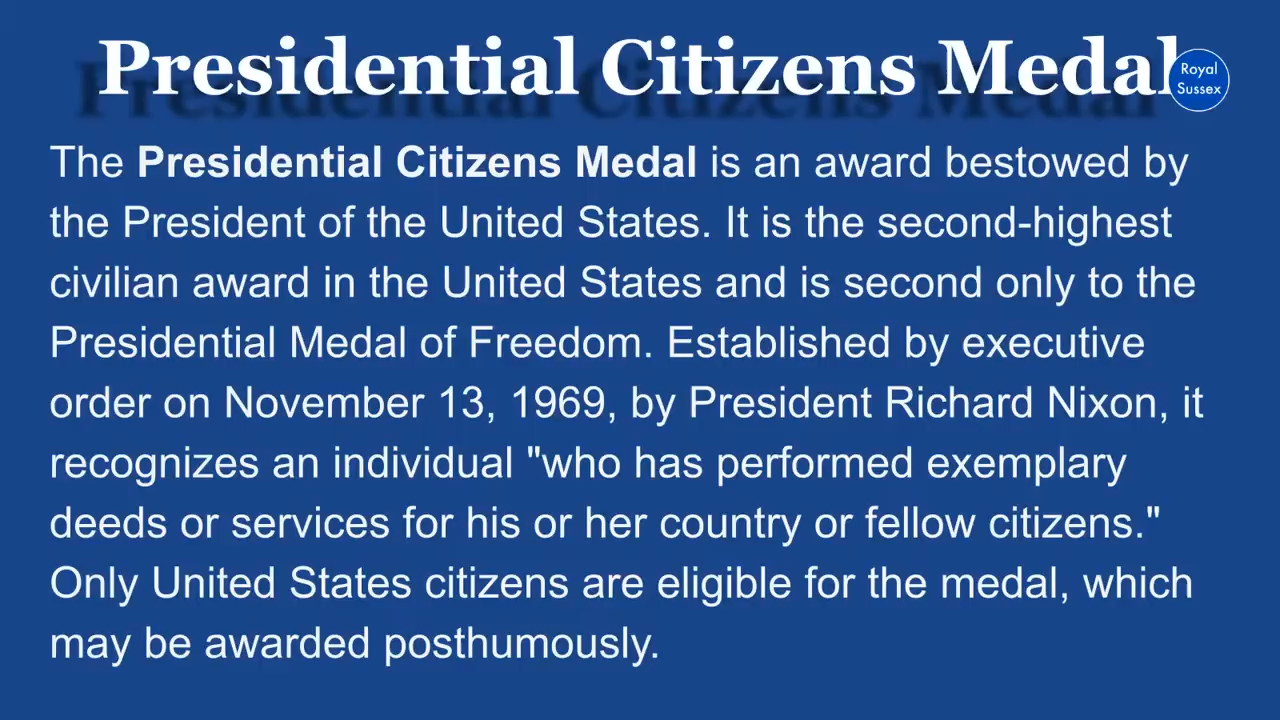 Presidential Citizens Medal
Royal
Sussex
The Presidential Citizens Medal is an award bestowed by
the President of the United States. It is the second-highest
civilian award in the United States and is second only to the
Presidential Medal of Freedom. Established by executive
order on November 13, 1969, by President Richard Nixon, it
recognizes an individual "who has performed exemplary
deeds or services for his or her country or fellow citizens."
Only United States citizens are eligible for the medal, which
may be awarded posthumously.